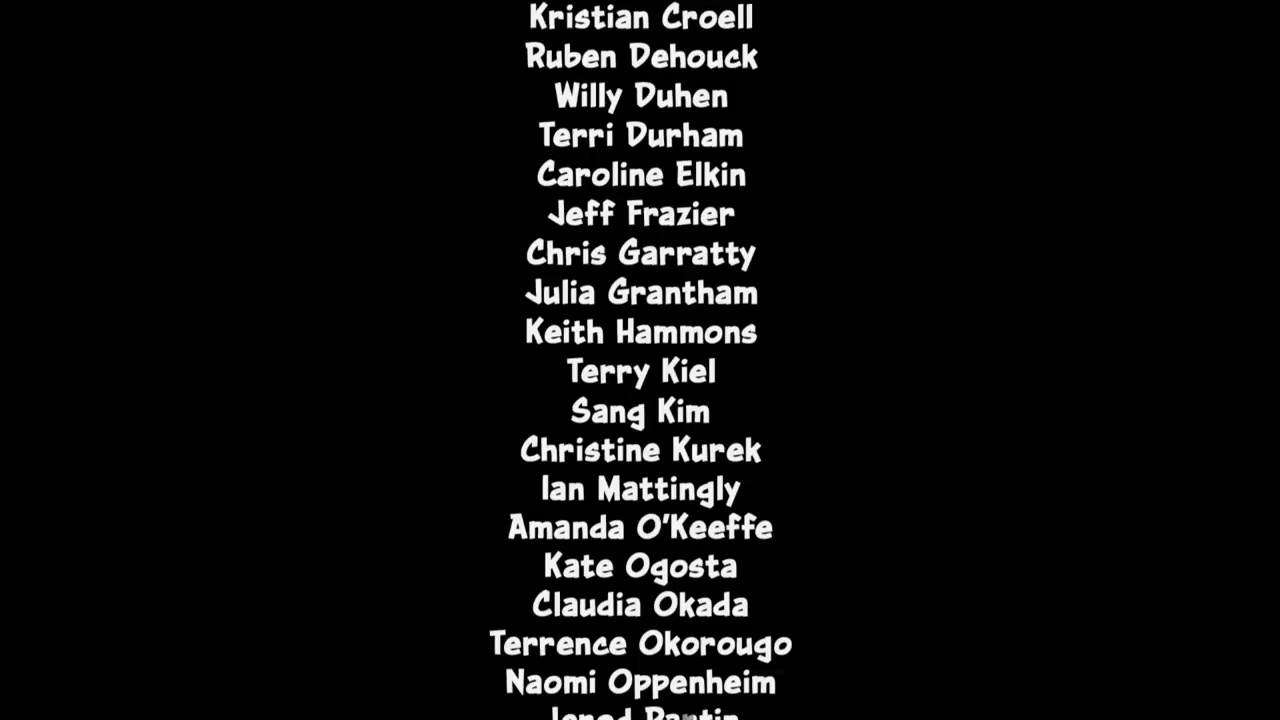 Kristian Croell
Ruben Dehouck
Willy Duhen
Terri Durham
Caroline Elkin
Jeff Frazier
Chris Garratty
Julia Grantham
Keith Hammons
Terry Kiel
Sang Kim
Christine Kurek
Ian Mattingly
Amanda O'Keeffe
Kate Ogosta
Claudia Okada
Terrence Okorougo
Naomi Oppenheim